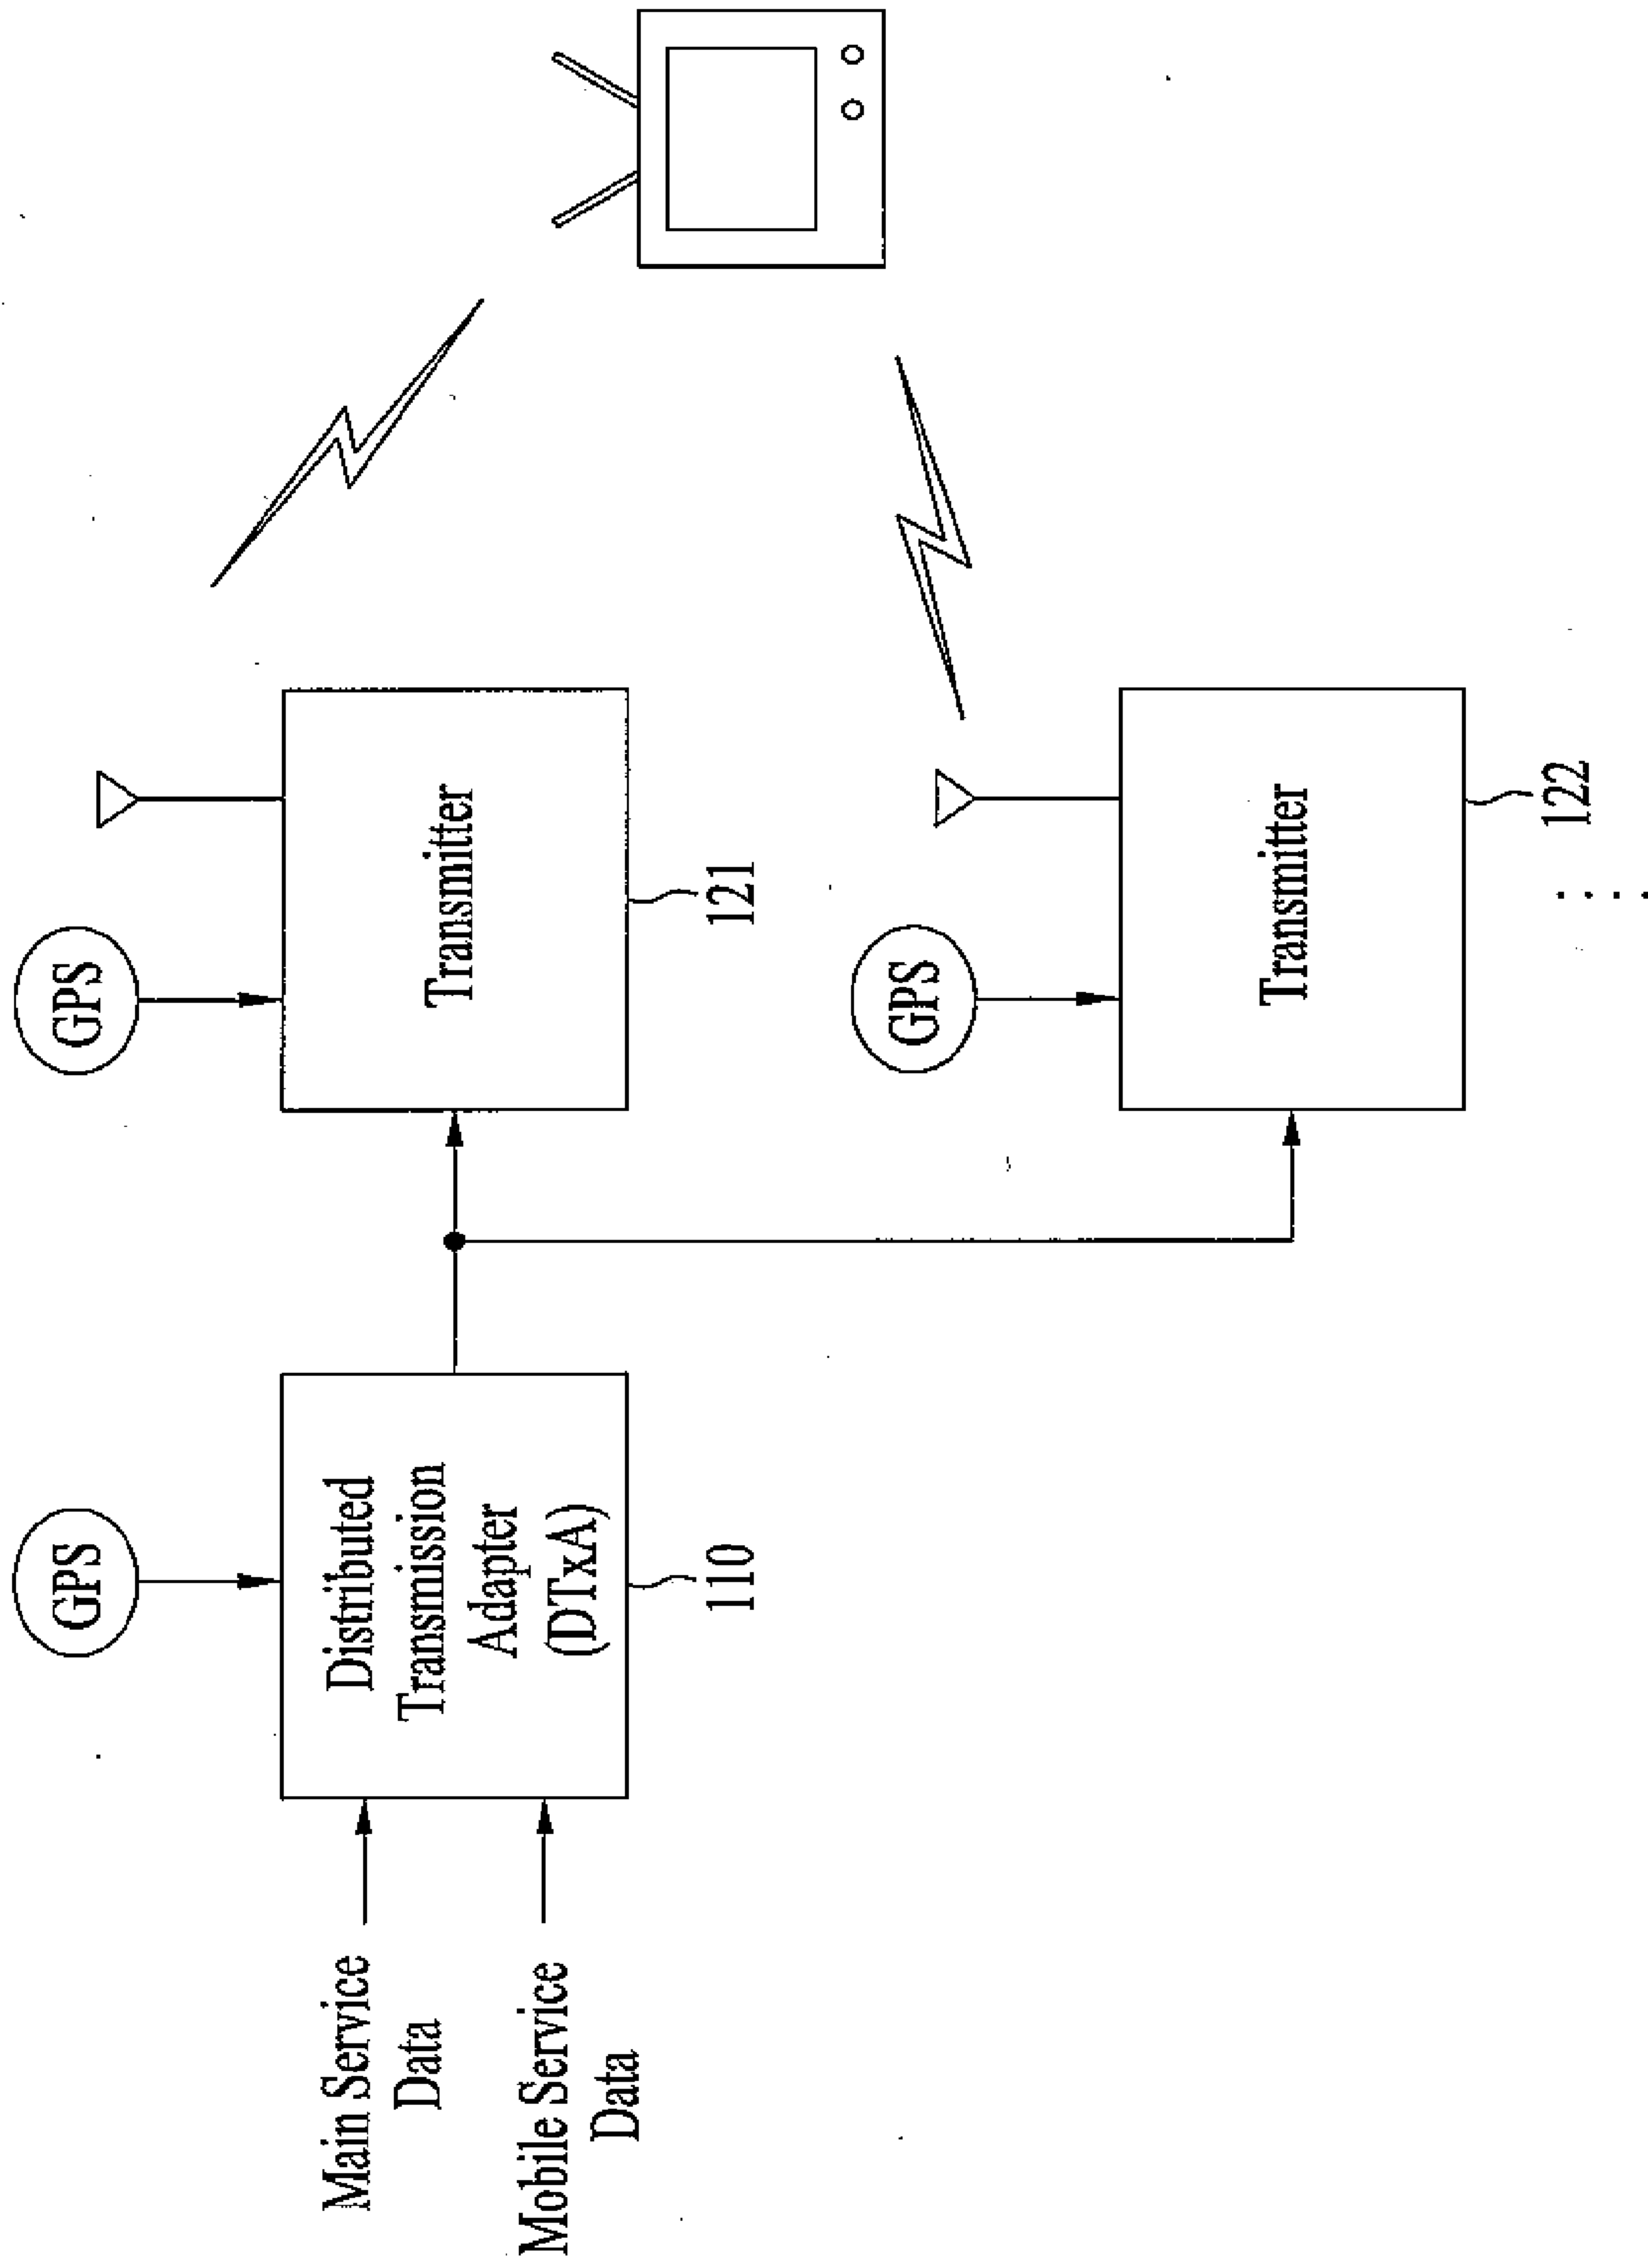 GPS
GPS
Main Service
Data
Mobile Service
Data
Distributed
Transmission
Adapter
(DTxA)
110
Transmitter
121
GPS
Transmitter
122